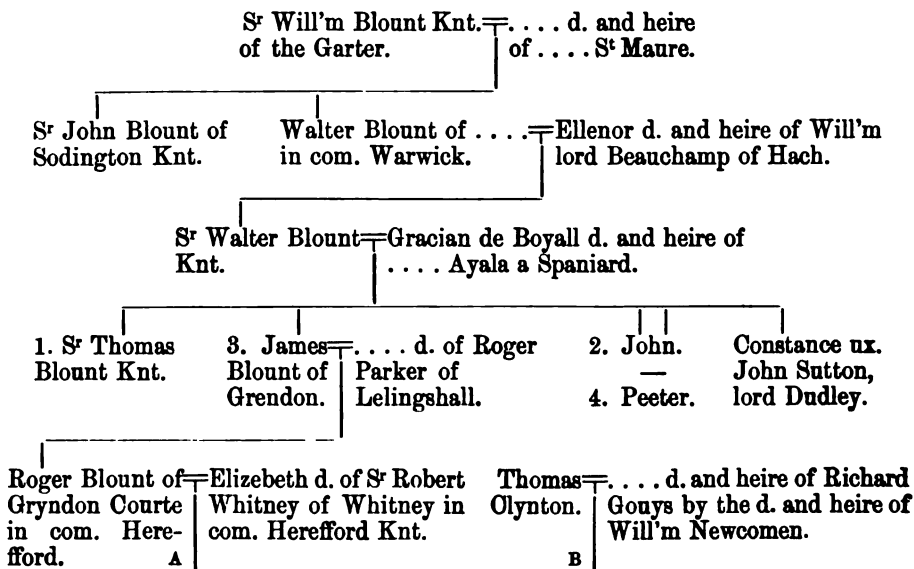 Sr Will'm Blount Knt. . . . . d. and heire
of the Garter. of . . . . St Maure.
Sr John Blount of
Sodington Knt.
Walter Blount of . . . .
in com. Warwick.
Ellenor d. and heire of Will'm
lord Beauchamp of Hach.
Sr Walter Blount
Knt.
Gracian de Boyall d. and heire of
. . . . Ayala a Spaniard.
1. Sr Thomas
Blount Knt.
3. James
Blount of
Grendon.
. . . . d. of Roger
Parker of
Lelingshall.
2. John.
—
4. Peeter.
Constance ux.
John Sutton,
lord Dudley.
Roger Blount of
Gryndon Courte
in com. Here-
fford. A
Elizebeth d. of Sr Robert
Whitney of Whitney in
com. Herefford Knt.
Thomas
Clynton.
B
. . . . d. and heire of Richard
Gouys by the d. and heire of
Will'm Newcomen.